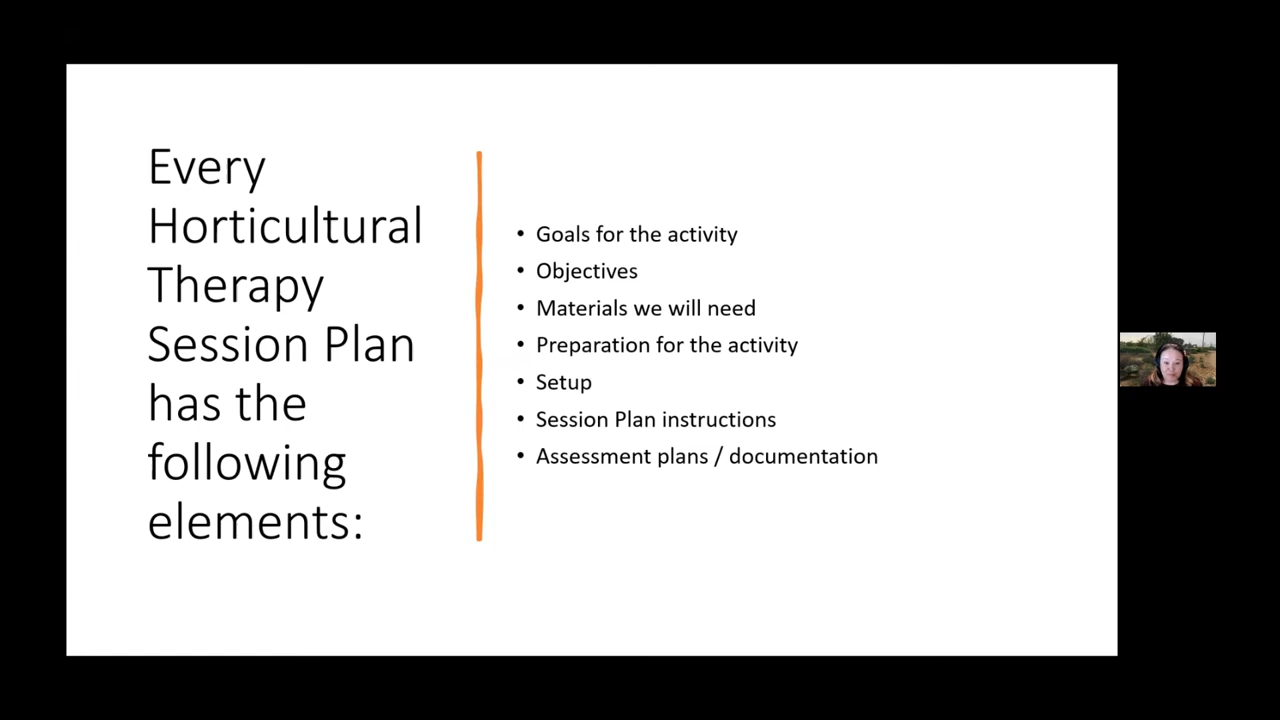 Every
Horticultural
Therapy
Session Plan
has the
following
elements:
• Goals for the activity
• Objectives
• Materials we will need
• Preparation for the activity
• Setup
• Session Plan instructions
• Assessment plans / documentation